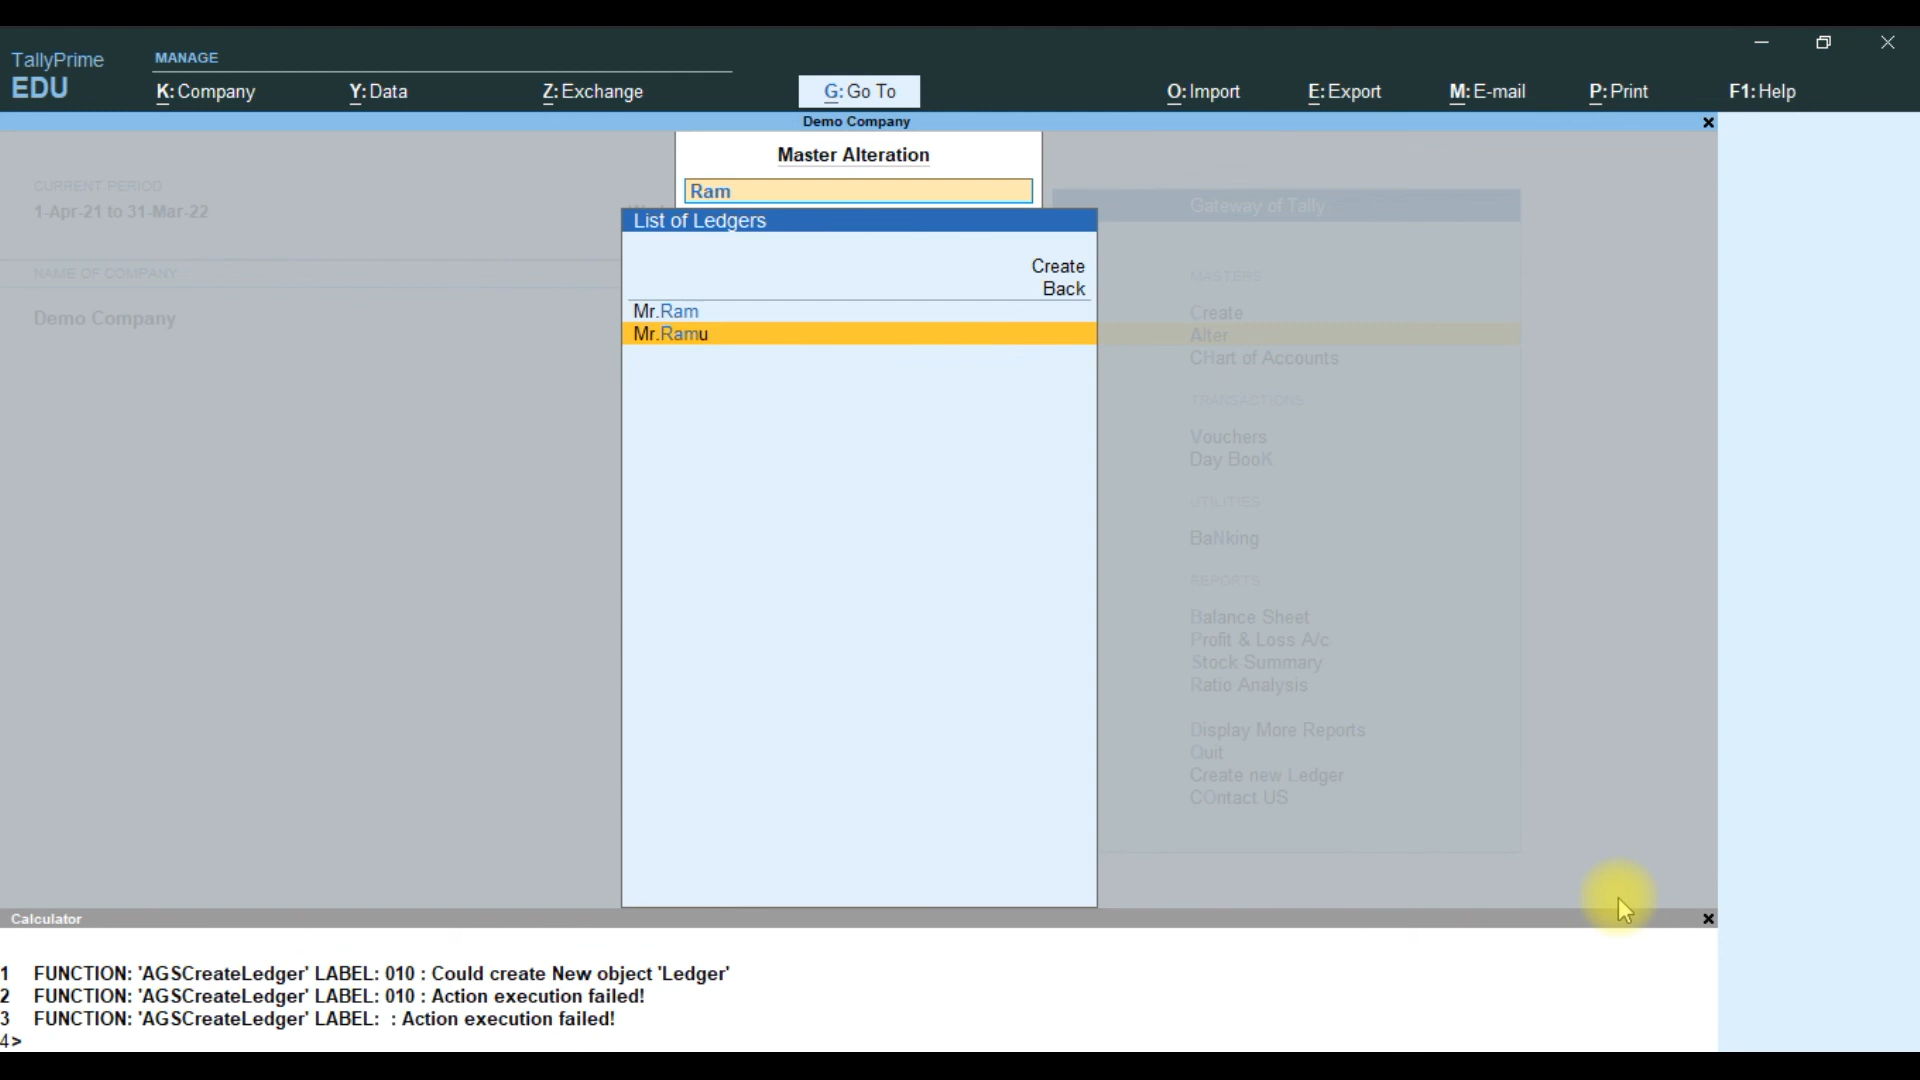 TallyPrime
EDU
MANAGE
K: Company
Y: Data
Z: Exchange
G: Go To
O: Import
E: Export
M: E-mail
P: Print
F1: Help
Demo Company
Master Alteration
Ram
List of Ledgers
Create
Back
Mr.Ram
Mr.Ramu
CURRENT PERIOD
1-Apr-21 to 31-Mar-22
NAME OF COMPANY
Demo Company
Gateway of Tally
MASTERS
Create
Alter
CHart of Accounts
TRANSACTIONS
Vouchers
Day BooK
UTILITIES
BaNking
REPORTS
Balance Sheet
Profit & Loss A/c
Stock Summary
Ratio Analysis
Display More Reports
Quit
Create new Ledger
COntact US
Calculator
1 FUNCTION: 'AGSCreateLedger' LABEL: 010 : Could create New object 'Ledger'
2 FUNCTION: 'AGSCreateLedger' LABEL: 010 : Action execution failed!
3 FUNCTION: 'AGSCreateLedger' LABEL: : Action execution failed!
4>